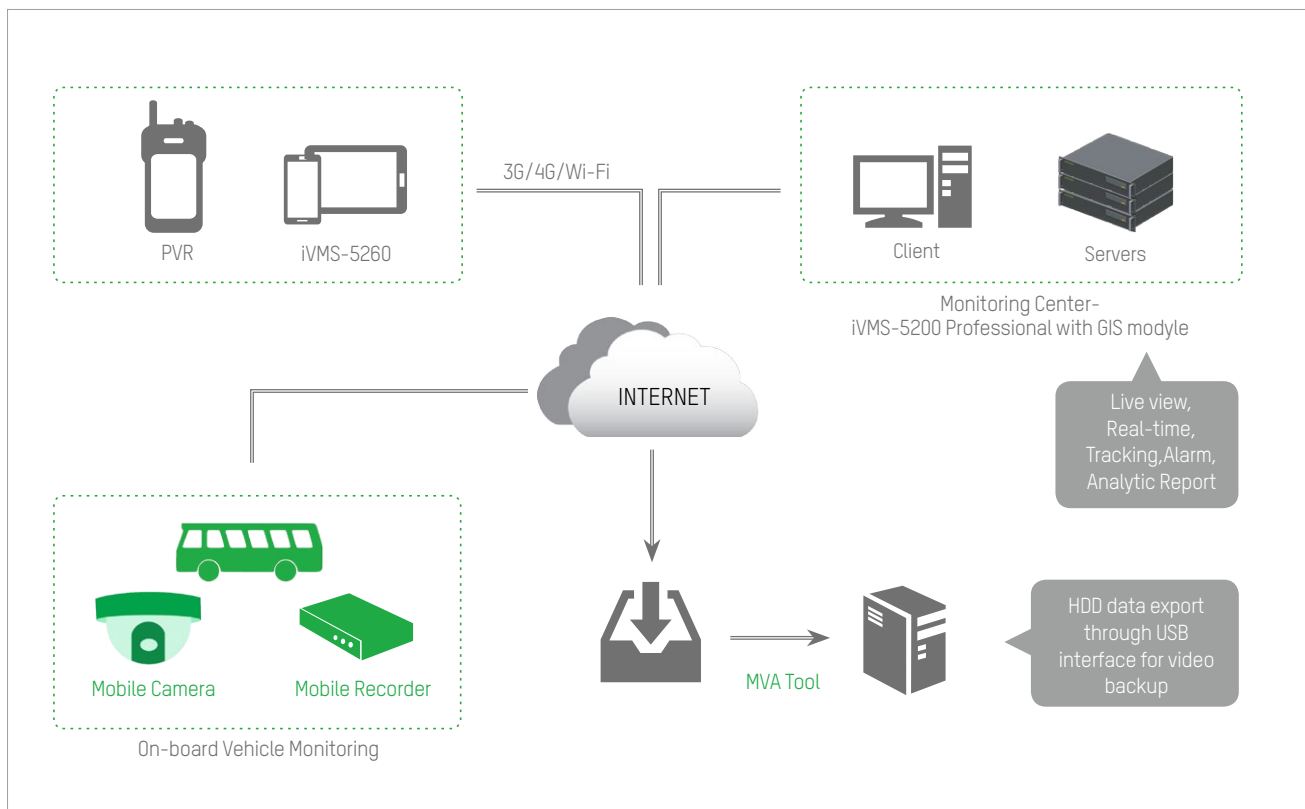 3G/4G/Wi-Fi
PVR
iVMS-5260
Client
Servers
Monitoring Center-
iVMS-5200 Professional with GIS modyle
Live view,
Real-time,
Tracking,Alarm,
Analytic Report
INTERNET
Mobile Camera
Mobile Recorder
On-board Vehicle Monitoring
MVA Tool
HDD data export
through USB
interface for video
backup